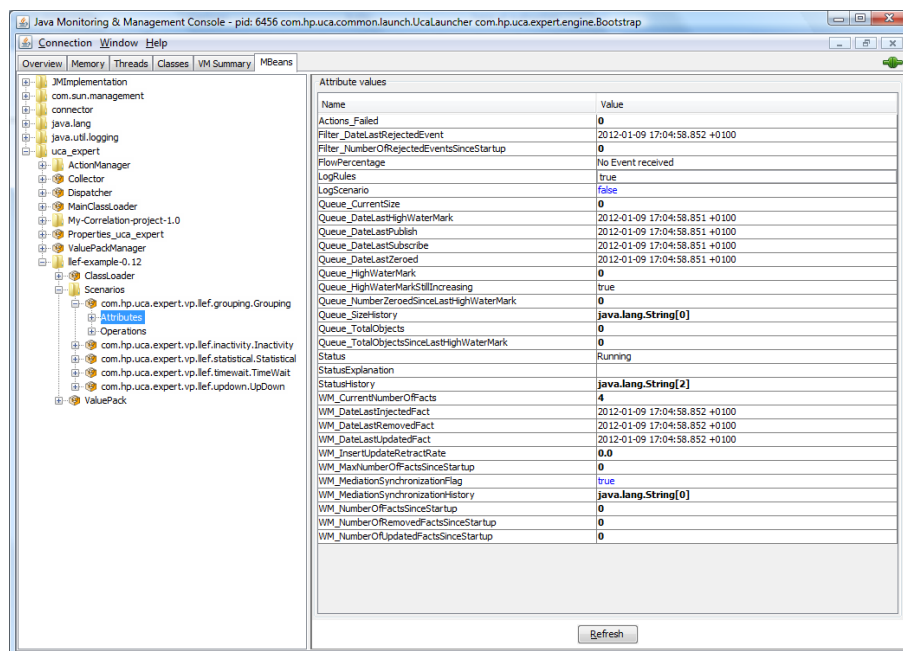 Java Monitoring & Management Console - pid: 6456 com.hp.uca.common.launch.UcaLauncher com.hp.uca.expert.engine.Bootstrap
Connection Window Help
Overview Memory Threads Classes VM Summary MBeans
JMImplementation
com.sun.management
connector
java.lang
java.util.logging
uca_expert
ActionManager
Collector
Dispatcher
MainClassLoader
My-Correlation-project-1.0
Properties_uca_expert
ValuePackManager
llef-example-0.12
ClassLoader
Scenarios
com.hp.uca.expert.vp.llef.grouping.Grouping
Attributes
Operations
com.hp.uca.expert.vp.llef.inactivity.Inactivity
com.hp.uca.expert.vp.llef.statistical.Statistical
com.hp.uca.expert.vp.llef.timewait.TimeWait
com.hp.uca.expert.vp.llef.updown.UpDown
ValuePack
Attribute values
Name Value
Actions_Failed 0
Filter_DateLastRejectedEvent 2012-01-09 17:04:58.852 +0100
Filter_NumberOfRejectedEventsSinceStartup 0
FlowPercentage No Event received
LogRules true
LogScenario false
Queue_CurrentSize 0
Queue_DateLastHighWaterMark 2012-01-09 17:04:58.851 +0100
Queue_DateLastPublish 2012-01-09 17:04:58.851 +0100
Queue_DateLastSubscribe 2012-01-09 17:04:58.851 +0100
Queue_DateLastZeroed 2012-01-09 17:04:58.851 +0100
Queue_HighWaterMark 0
Queue_HighWaterMarkStillIncreasing true
Queue_NumberZeroedSinceLastHighWaterMark 0
Queue_SizeHistory java.lang.String[0]
Queue_TotalObjects 0
Queue_TotalObjectsSinceLastHighWaterMark 0
Status Running
StatusExplanation
StatusHistory java.lang.String[2]
WM_CurrentNumberOfFacts 4
WM_DateLastInjectedFact 2012-01-09 17:04:58.852 +0100
WM_DateLastRemovedFact 2012-01-09 17:04:58.852 +0100
WM_DateLastUpdatedFact 2012-01-09 17:04:58.852 +0100
WM_InsertUpdateRetractRate 0.0
WM_MaxNumberOfFactsSinceStartup 0
WM_MediationSynchronizationFlag true
WM_MediationSynchronizationHistory java.lang.String[0]
WM_NumberOfFactsSinceStartup 0
WM_NumberOfRemovedFactsSinceStartup 0
WM_NumberOfUpdatedFactsSinceStartup 0
Refresh